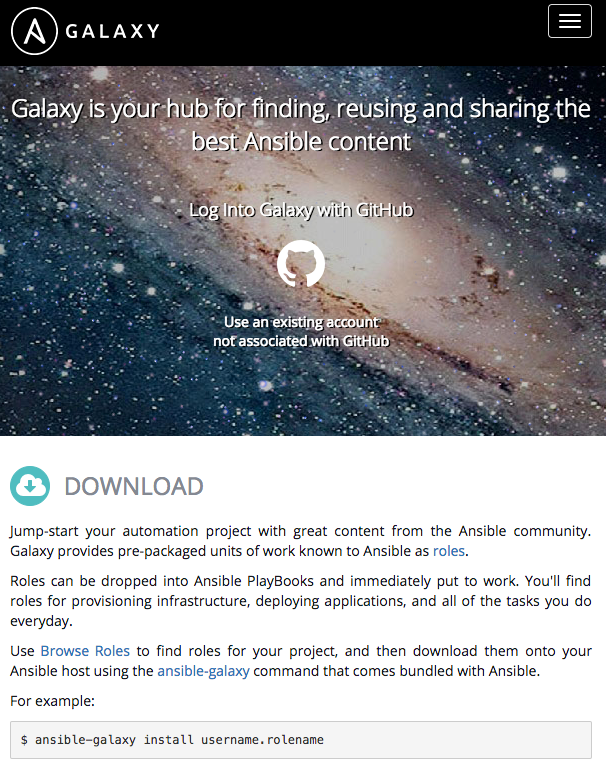 GALAXY
Galaxy is your hub for finding, reusing and sharing the
best Ansible content
Log Into Galaxy with GitHub
Use an existing account
not associated with GitHub
DOWNLOAD
Jump-start your automation project with great content from the Ansible community.
Galaxy provides pre-packaged units of work known to Ansible as roles.
Roles can be dropped into Ansible PlayBooks and immediately put to work. You'll find
roles for provisioning infrastructure, deploying applications, and all of the tasks you do
everyday.
Use Browse Roles to find roles for your project, and then download them onto your
Ansible host using the ansible-galaxy command that comes bundled with Ansible.
For example:
$ ansible-galaxy install username.rolename